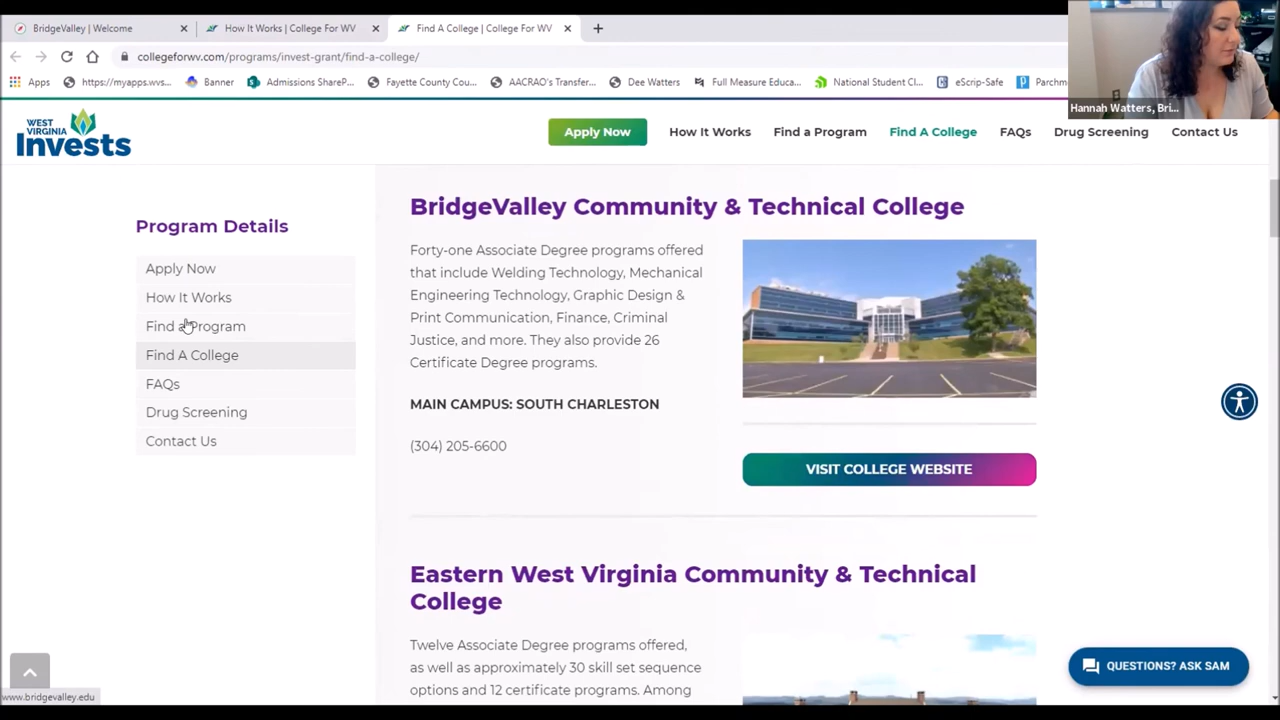 BridgeValley | Welcome
How It Works | College For WV
Find A College | College For WV
collegeforwv.com/programs/invest-grant/find-a-college/
Apps
https://myapps.wvs...
Banner
Admissions ShareP...
Fayette County Cou...
AACRAO's Transfer...
Dee Watters
Full Measure Educa...
National Student Cl...
eScrip-Safe
Parchm
Hannah Watters, Bri...
WEST
VIRGINIA
Invests
Apply Now
How It Works
Find a Program
Find A College
FAQs
Drug Screening
Contact Us
Program Details
Apply Now
How It Works
Find a Program
Find A College
FAQs
Drug Screening
Contact Us
BridgeValley Community & Technical College
Forty-one Associate Degree programs offered
that include Welding Technology, Mechanical
Engineering Technology, Graphic Design &
Print Communication, Finance, Criminal
Justice, and more. They also provide 26
Certificate Degree programs.
MAIN CAMPUS: SOUTH CHARLESTON
(304) 205-6600
VISIT COLLEGE WEBSITE
Eastern West Virginia Community & Technical
College
Twelve Associate Degree programs offered,
as well as approximately 30 skill set sequence
options and 12 certificate programs. Among
QUESTIONS? ASK SAM
www.bridgevalley.edu